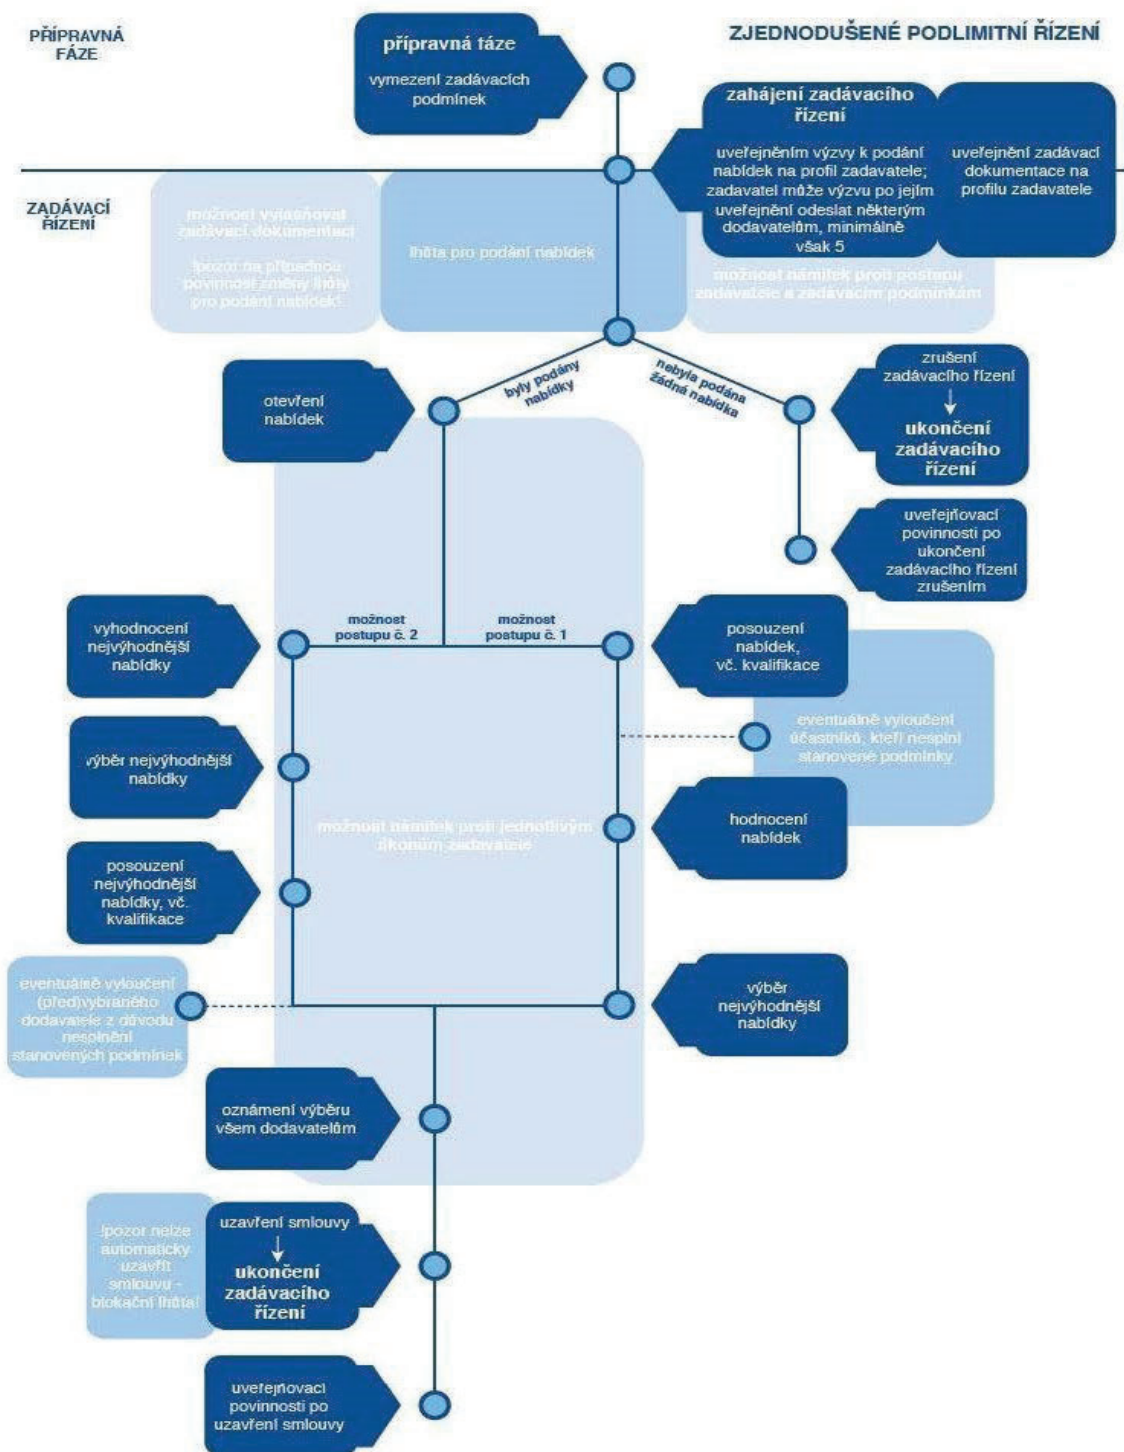 PŘÍPRAVNÁ
FÁZE
ZJEDNODUŠENÉ PODLIMITNÍ ŘÍZENÍ
přípravná fáze
vymezení zadávacích
podmínek
zahájení zadávacího
řízení
uveřejněním výzvy k podání
nabídek na profil zadavatele;
zadavatel může výzvu po jejím
uveřejnění odeslat některým
dodavatelům, minimálně
však 5
uveřejnění zadávací
dokumentace na
profilu zadavatele
ZADÁVACÍ
ŘÍZENÍ
možnost vyjasňovat
zadávací dokumentaci
!pozor na případnou
povinnost změny lhůty
pro podání nabídek!
lhůta pro podání nabídek
možnost námitek proti postupu
zadavatele a zadávacím podmínkám
byly podány
nabídky
nebyla podána
žádná nabídka
otevření
nabídek
zrušení
zadávacího řízení
ukončení
zadávacího
řízení
uveřejňovací
povinnosti po
ukončení
zadávacího řízení
zrušením
možnost
postupu č. 2
možnost
postupu č. 1
vyhodnocení
nejvýhodnější
nabídky
posouzení
nabídek,
vč. kvalifikace
eventuálně vyloučení
účastníků, kteří nesplní
stanovené podmínky
výběr nejvýhodnější
nabídky
možnost námitek proti jednotlivým
úkonům zadavatele
hodnocení
nabídek
posouzení
nejvýhodnější
nabídky, vč.
kvalifikace
eventuálně vyloučení
(před)vybraného
dodavatele z důvodu
nesplnění
stanovených podmínek
výběr
nejvýhodnější
nabídky
oznámení výběru
všem dodavatelům
!pozor nelze
automaticky
uzavřít
smlouvu -
blokační lhůta!
uzavření smlouvy
ukončení
zadávacího
řízení
uveřejňovací
povinnosti po
uzavření smlouvy